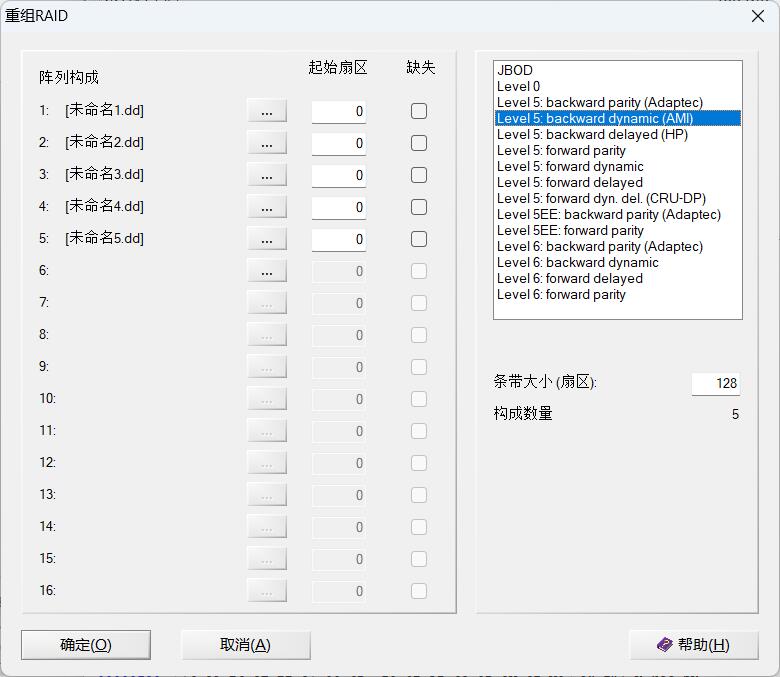 重组RAID
阵列构成 起始扇区 缺失
1: [未命名1.dd] ... 0
2: [未命名2.dd] ... 0
3: [未命名3.dd] ... 0
4: [未命名4.dd] ... 0
5: [未命名5.dd] ... 0
6: ... 0
7: ... 0
8: ... 0
9: ... 0
10: ... 0
11: ... 0
12: ... 0
13: ... 0
14: ... 0
15: ... 0
16: ... 0
JBOD
Level 0
Level 5: backward parity (Adaptec)
Level 5: backward dynamic (AMI)
Level 5: backward delayed (HP)
Level 5: forward parity
Level 5: forward dynamic
Level 5: forward delayed
Level 5: forward dyn. del. (CRU-DP)
Level 5EE: backward parity (Adaptec)
Level 5EE: forward parity
Level 6: backward parity (Adaptec)
Level 6: backward dynamic
Level 6: forward delayed
Level 6: forward parity
条带大小 (扇区): 128
构成数量 5
确定(O) 取消(A) 帮助(H)